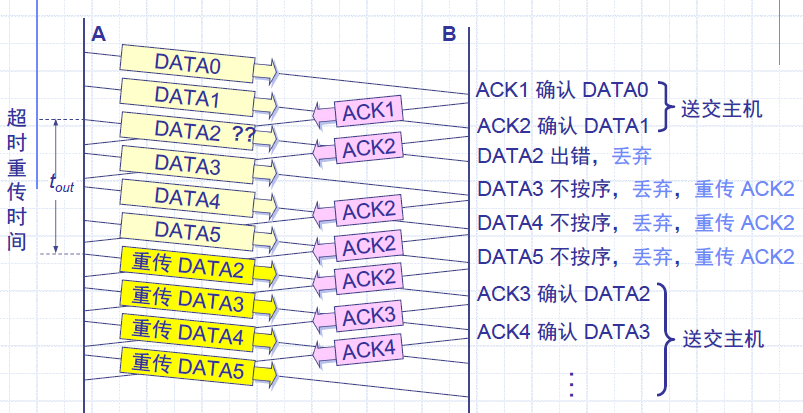 A
B
DATA0
DATA1
DATA2 ??
DATA3
DATA4
DATA5
重传 DATA2
重传 DATA3
重传 DATA4
重传 DATA5
超时重传时间
tout
ACK1
ACK2
ACK2
ACK2
ACK2
ACK3
ACK4
ACK1 确认 DATA0
ACK2 确认 DATA1
送交主机
DATA2 出错，丢弃
DATA3 不按序，丢弃，重传 ACK2
DATA4 不按序，丢弃，重传 ACK2
DATA5 不按序，丢弃，重传 ACK2
ACK3 确认 DATA2
ACK4 确认 DATA3
送交主机
⋮